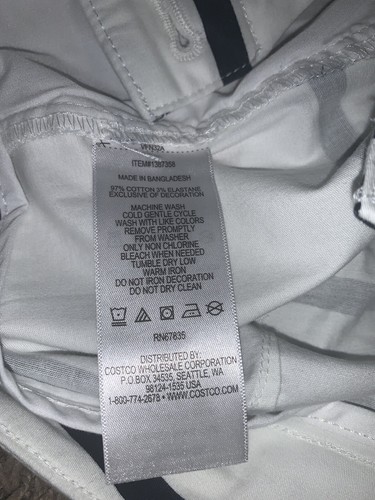 ITEM#1397358
MADE IN BANGLADESH
97% COTTON 3% ELASTANE
EXCLUSIVE OF DECORATION
MACHINE WASH
COLD GENTLE CYCLE
WASH WITH LIKE COLORS
REMOVE PROMPTLY
FROM WASHER
ONLY NON CHLORINE
BLEACH WHEN NEEDED
TUMBLE DRY LOW
WARM IRON
DO NOT IRON DECORATION
DO NOT DRY CLEAN
RN67835
DISTRIBUTED BY:
COSTCO WHOLESALE CORPORATION
P.O.BOX 34535, SEATTLE, WA
98124-1535 USA
1-800-774-2678 • WWW.COSTCO.COM